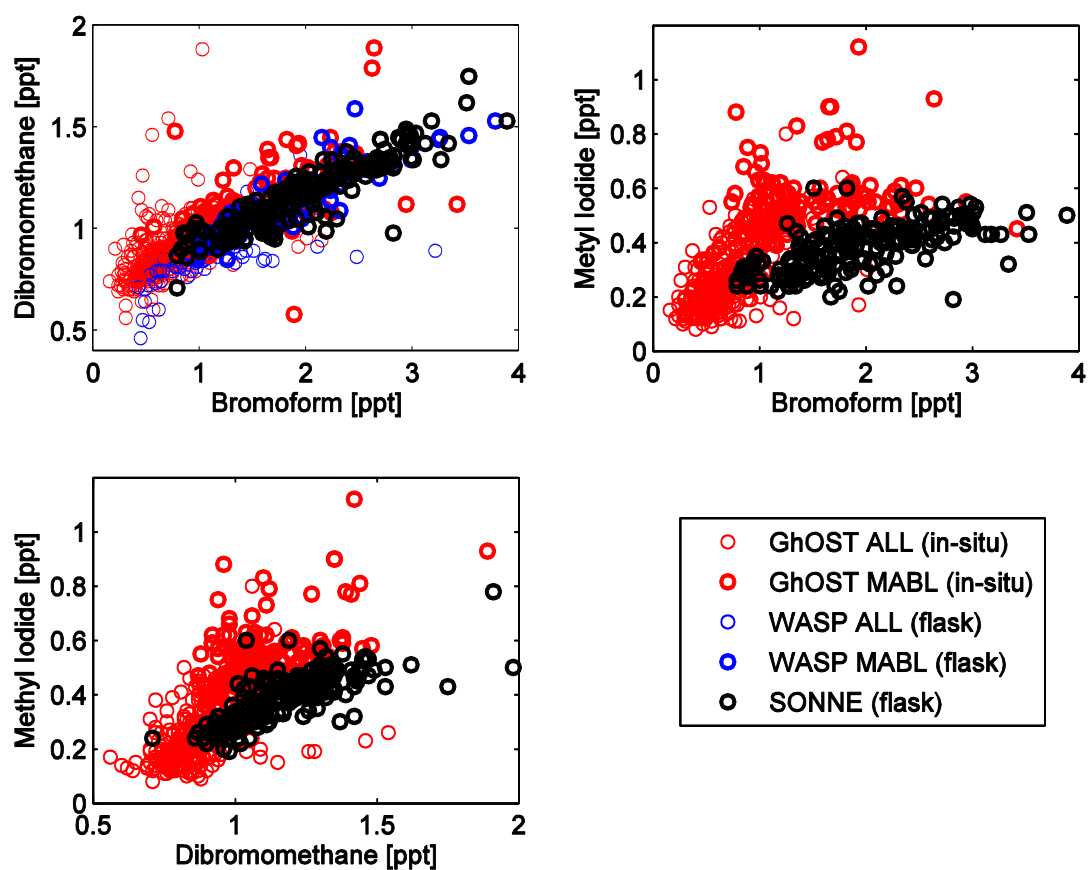 2
1.5
1
0.5
0 1 2 3 4
Dibromomethane [ppt]
Bromoform [ppt]
1
0.8
0.6
0.4
0.2
0
0 1 2 3 4
Metyl Iodide [ppt]
Bromoform [ppt]
1
0.8
0.6
0.4
0.2
0
0.5 1 1.5 2
Methyl Iodide [ppt]
Dibromomethane [ppt]
GhOST ALL (in-situ)
GhOST MABL (in-situ)
WASP ALL (flask)
WASP MABL (flask)
SONNE (flask)